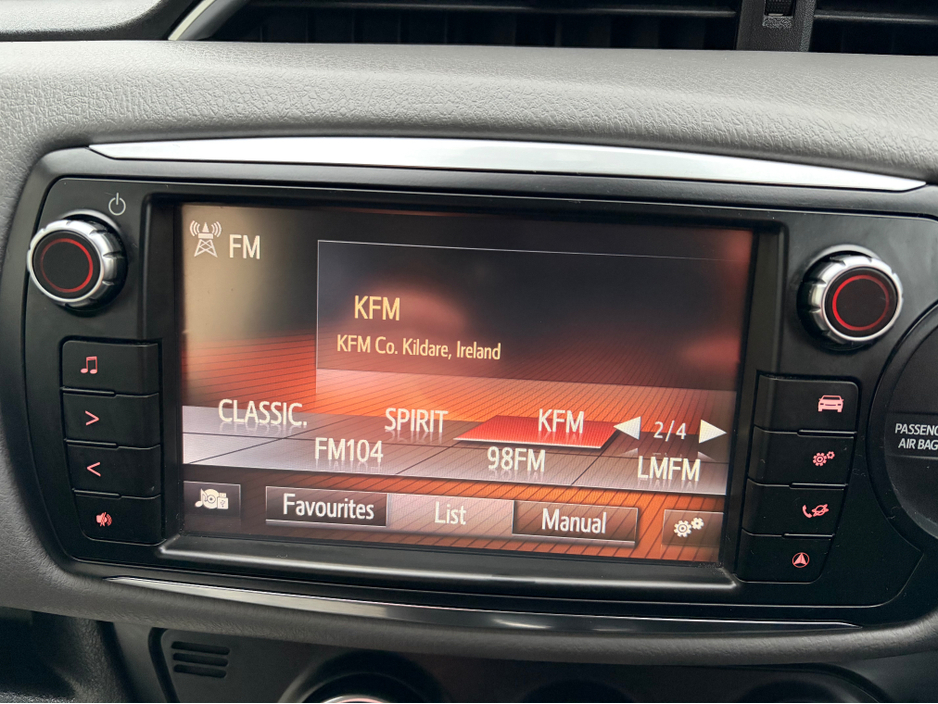 FM
KFM
KFM Co. Kildare, Ireland
CLASSIC. SPIRIT KFM 2/4
FM104 98FM LMFM
Favourites List Manual
AIR BAG